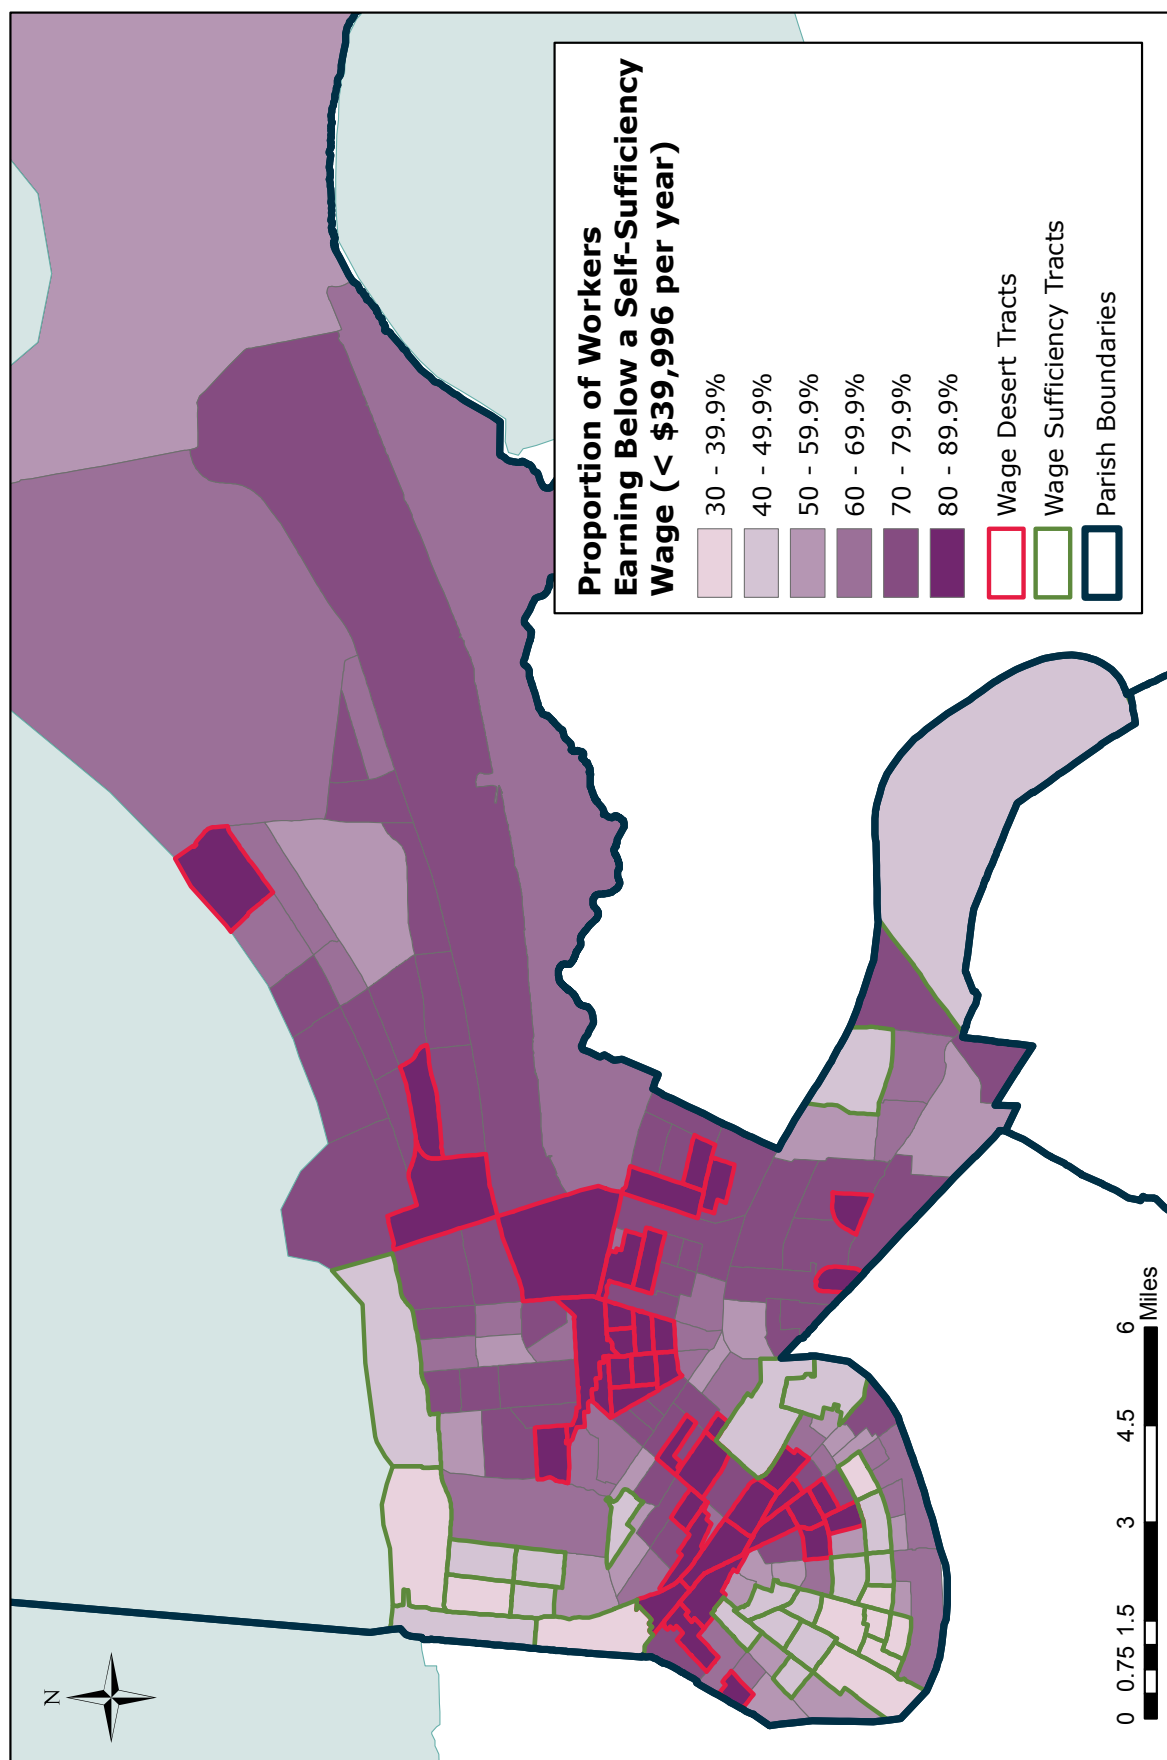 N
Proportion of Workers
Earning Below a Self-Sufficiency
Wage (< $39,996 per year)
30 - 39.9%
40 - 49.9%
50 - 59.9%
60 - 69.9%
70 - 79.9%
80 - 89.9%
Wage Desert Tracts
Wage Sufficiency Tracts
Parish Boundaries
0 0.75 1.5 3 4.5 6
Miles